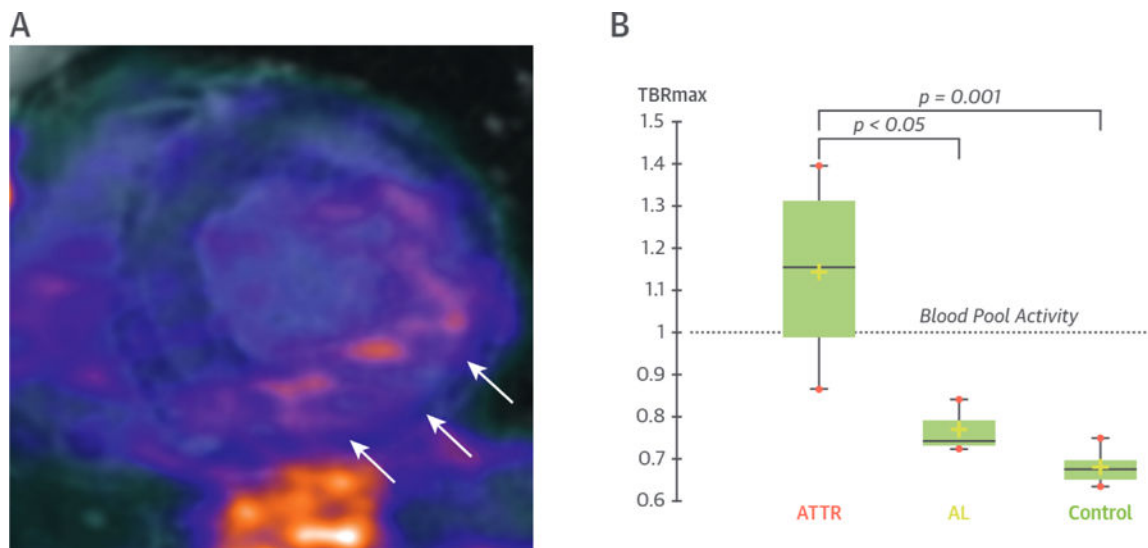 A
B
TBRmax
p = 0.001
p < 0.05
1.5
1.4
1.3
1.2
1.1
1
0.9
0.8
0.7
0.6
Blood Pool Activity
ATTR
AL
Control